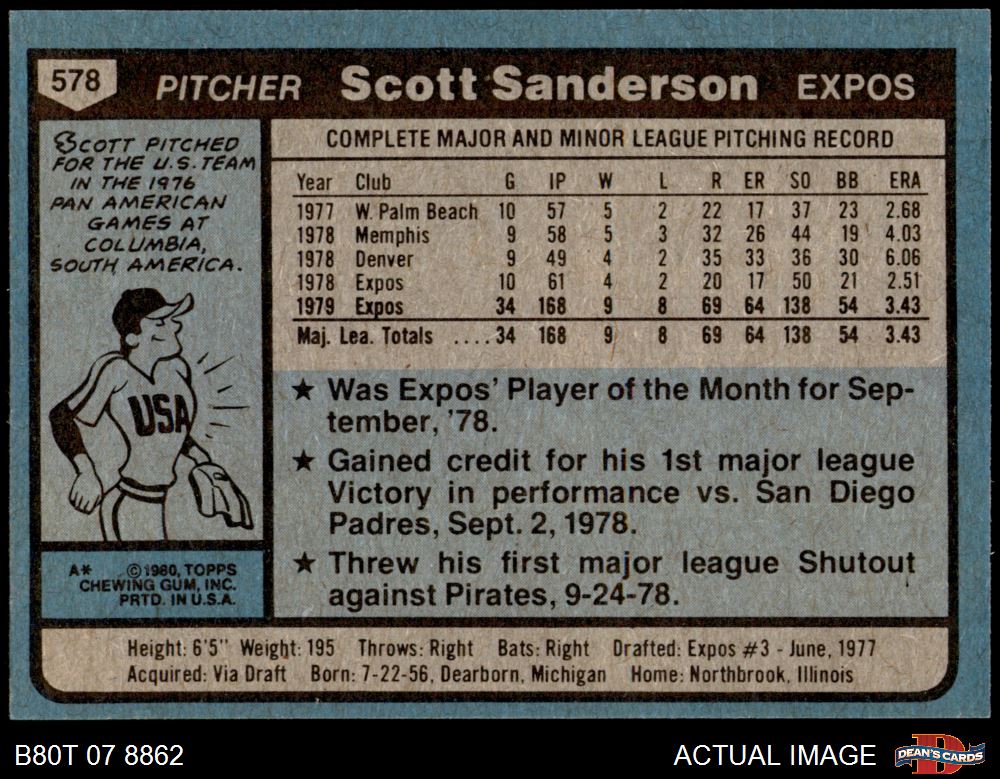 578 PITCHER Scott Sanderson EXPOS
SCOTT PITCHED
FOR THE U.S. TEAM
IN THE 1976
PAN AMERICAN
GAMES AT
COLUMBIA,
SOUTH AMERICA.
USA
A* ©1980, TOPPS
CHEWING GUM, INC.
PRTD. IN U.S.A.
COMPLETE MAJOR AND MINOR LEAGUE PITCHING RECORD
Year Club G IP W L R ER SO BB ERA
1977 W. Palm Beach 10 57 5 2 22 17 37 23 2.68
1978 Memphis 9 58 5 3 32 26 44 19 4.03
1978 Denver 9 49 4 2 35 33 36 30 6.06
1978 Expos 10 61 4 2 20 17 50 21 2.51
1979 Expos 34 168 9 8 69 64 138 54 3.43
Maj. Lea. Totals ....34 168 9 8 69 64 138 54 3.43
★ Was Expos' Player of the Month for Sep-
tember, '78.
★ Gained credit for his 1st major league
Victory in performance vs. San Diego
Padres, Sept. 2, 1978.
★ Threw his first major league Shutout
against Pirates, 9-24-78.
Height: 6'5" Weight: 195 Throws: Right Bats: Right Drafted: Expos #3 - June, 1977
Acquired: Via Draft Born: 7-22-56, Dearborn, Michigan Home: Northbrook, Illinois
B80T 07 8862 ACTUAL IMAGE DEAN'S CARDS